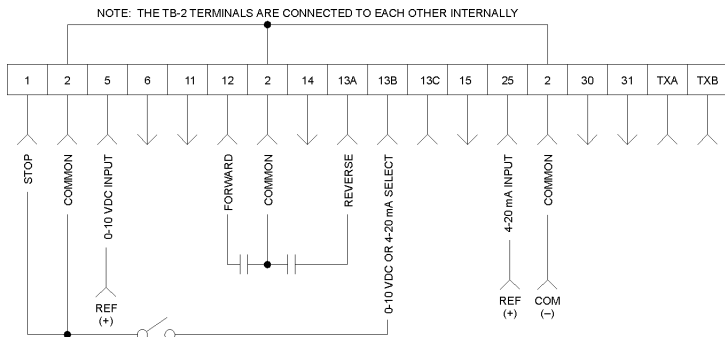 NOTE: THE TB-2 TERMINALS ARE CONNECTED TO EACH OTHER INTERNALLY
1 2 5 6 11 12 2 14 13A 13B 13C 15 25 2 30 31 TXA TXB
STOP
COMMON
0-10 VDC INPUT
FORWARD
COMMON
REVERSE
0-10 VDC OR 4-20 mA SELECT
4-20 mA INPUT
COMMON
REF
(+)
REF
(+)
COM
(–)